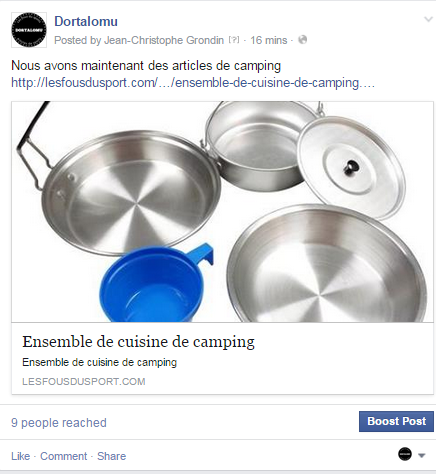 Dortalomu
Posted by Jean-Christophe Grondin [?] · 16 mins ·
Nous avons maintenant des articles de camping
http://lesfousdusport.com/…/ensemble-de-cuisine-de-camping.…
Ensemble de cuisine de camping
Ensemble de cuisine de camping
LESFOUSDUSPORT.COM
9 people reached
Boost Post
Like · Comment · Share